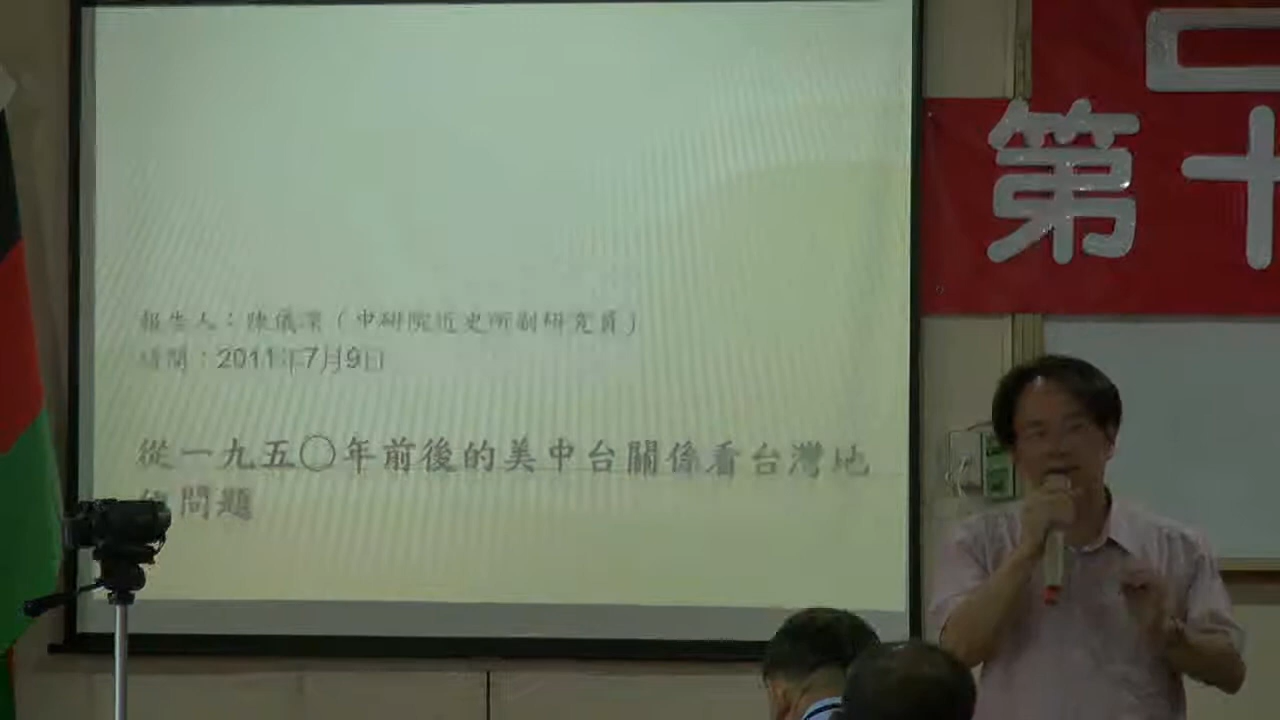 報告人：陳儀深（中研院近史所副研究員）
時間：2011年7月9日
從一九五〇年前後的美中台關係看台灣地
位問題
第十